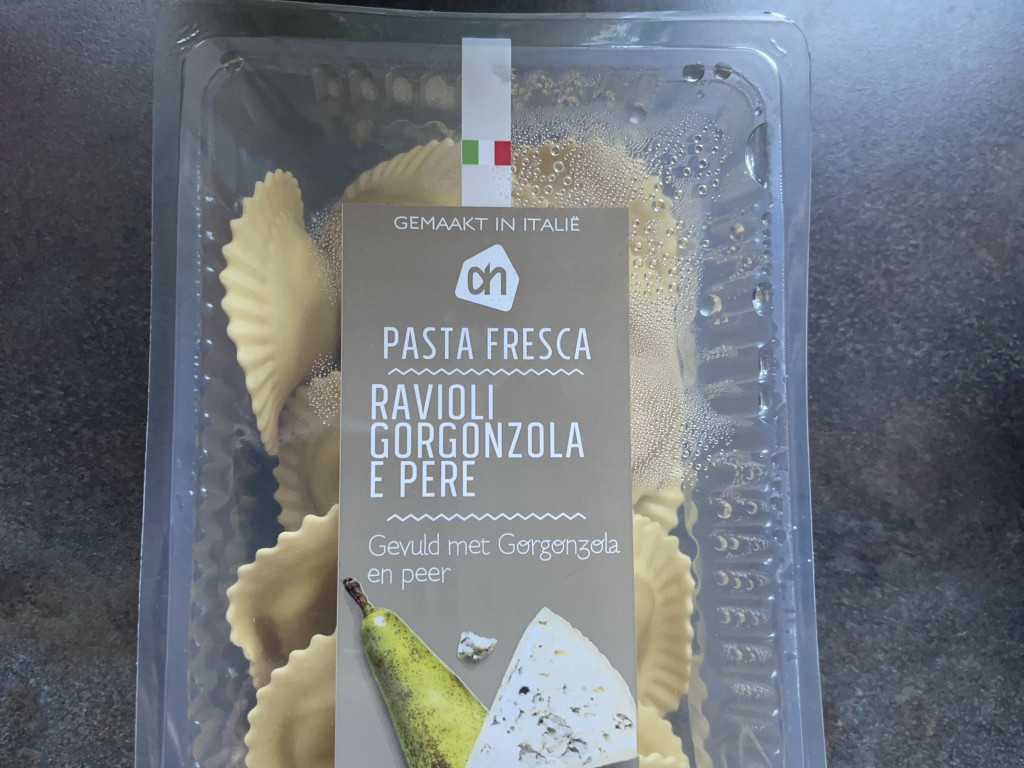 GEMAAKT IN ITALIË
ah
PASTA FRESCA
RAVIOLI
GORGONZOLA
E PERE
Gevuld met Gorgonzola
en peer